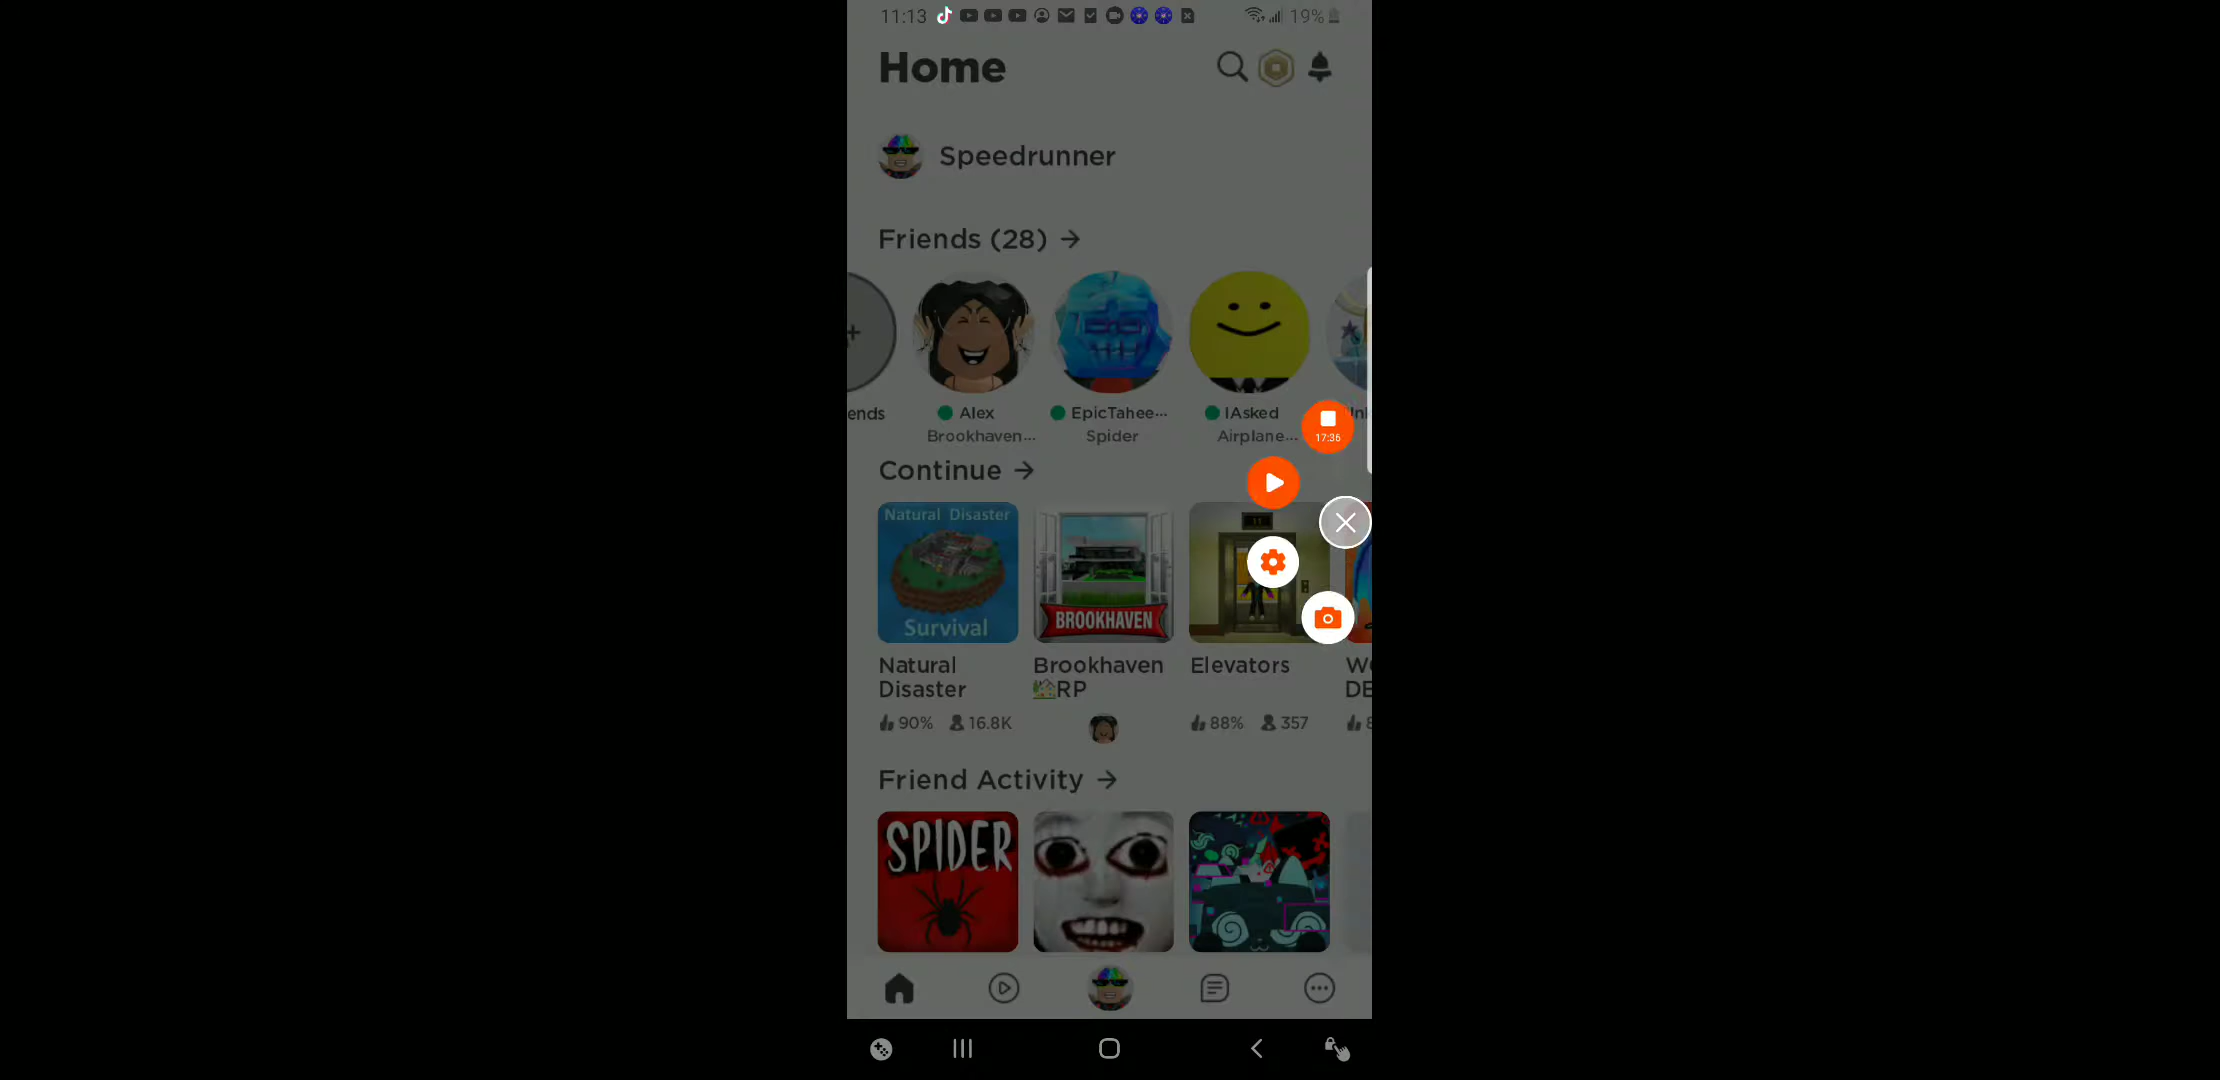 11:13
19%
Home
Speedrunner
Friends (28)
ends
Alex
EpicTahee...
IAsked
Brookhaven...
Spider
Airplane...
17:36
Continue
Natural Disaster
Survival
BROOKHAVEN
11
Natural
Disaster
Brookhaven
RP
Elevators
90%
16.8K
88%
357
Friend Activity
SPIDER